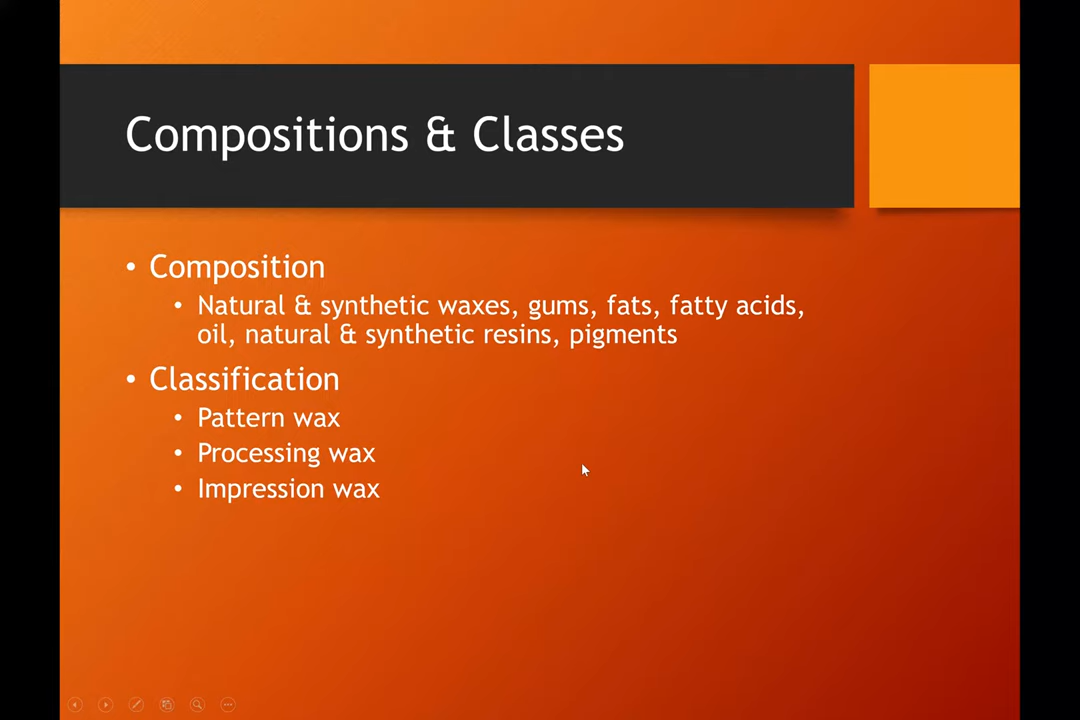 Compositions & Classes
• Composition
• Natural & synthetic waxes, gums, fats, fatty acids,
oil, natural & synthetic resins, pigments
• Classification
• Pattern wax
• Processing wax
• Impression wax